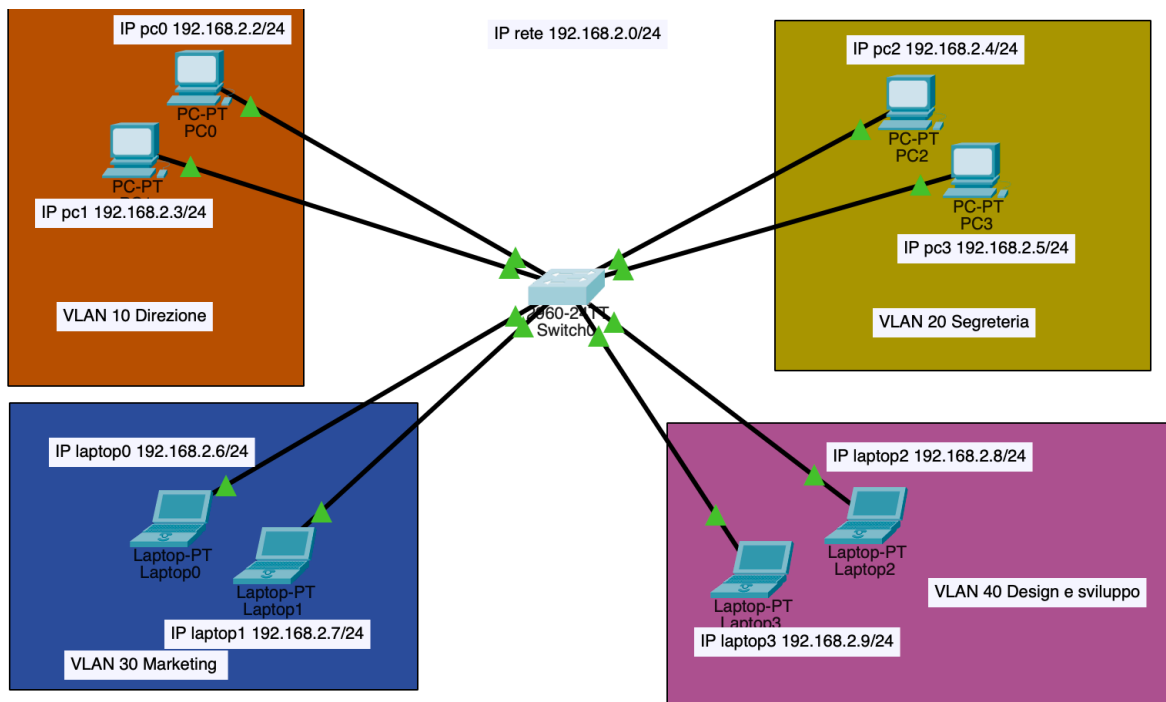 IP pc0 192.168.2.2/24
IP rete 192.168.2.0/24
IP pc2 192.168.2.4/24
PC-PT
PC0
PC-PT
PC2
PC-PT
IP pc1 192.168.2.3/24
PC-PT
PC3
IP pc3 192.168.2.5/24
VLAN 10 Direzione
Switch0
VLAN 20 Segreteria
IP laptop0 192.168.2.6/24
IP laptop2 192.168.2.8/24
Laptop-PT
Laptop0
Laptop-PT
Laptop2
Laptop-PT
Laptop1
Laptop-PT
Laptop3
VLAN 40 Design e sviluppo
IP laptop1 192.168.2.7/24
IP laptop3 192.168.2.9/24
VLAN 30 Marketing